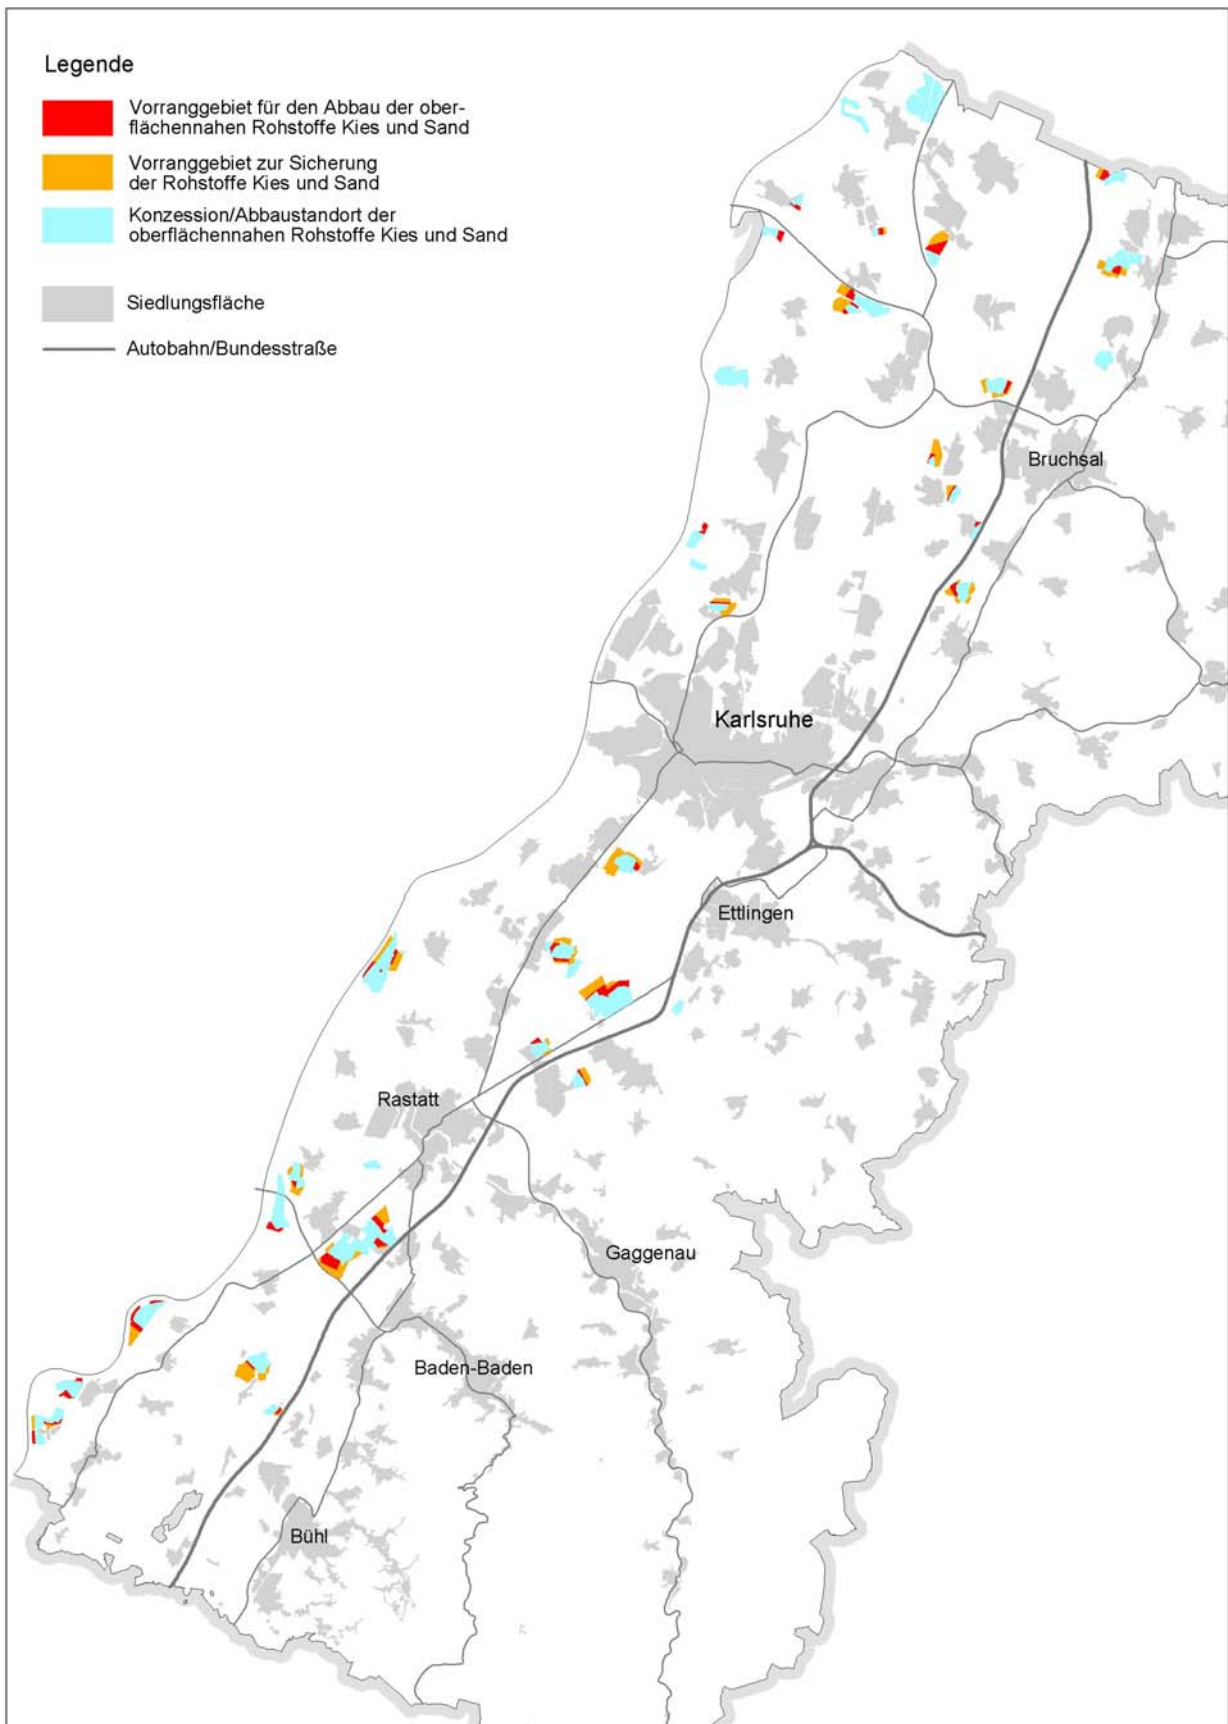 Legende
Vorranggebiet für den Abbau der ober-
flächennahen Rohstoffe Kies und Sand
Vorranggebiet zur Sicherung
der Rohstoffe Kies und Sand
Konzession/Abbaustandort der
oberflächennahen Rohstoffe Kies und Sand
Siedlungsfläche
Autobahn/Bundesstraße
Bruchsal
Karlsruhe
Ettlingen
Rastatt
Gaggenau
Baden-Baden
Bühl